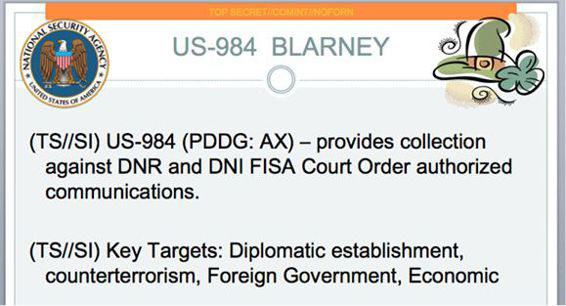 TOP SECRET//COMINT//NOFORN
NATIONAL SECURITY AGENCY
UNITED STATES OF AMERICA
US-984 BLARNEY
(TS//SI) US-984 (PDDG: AX) – provides collection
against DNR and DNI FISA Court Order authorized
communications.
(TS//SI) Key Targets: Diplomatic establishment,
counterterrorism, Foreign Government, Economic